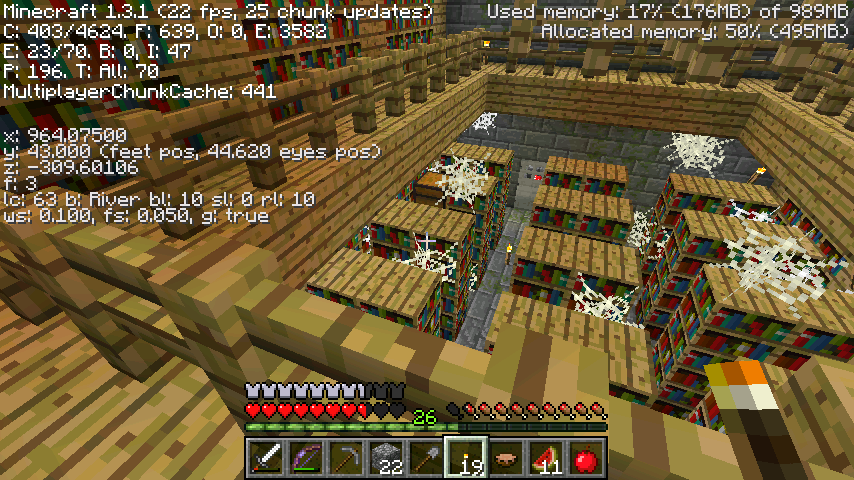 Minecraft 1.3.1 (22 fps, 25 chunk updates)
Used memory: 17% (176MB) of 989MB
C: 403/4624. F: 639, O: 0, E: 3582
Allocated memory: 50% (495MB)
E: 23/70. B: 0, I: 47
P: 196. T: All: 70
MultiplayerChunkCache: 441
x: 964.07500
y: 43.000 (feet pos, 44.620 eyes pos)
z: -309.60106
f: 3
lc: 63 b: River bl: 10 sl: 0 rl: 10
ws: 0.100, fs: 0.050, g: true
26
22
19
11